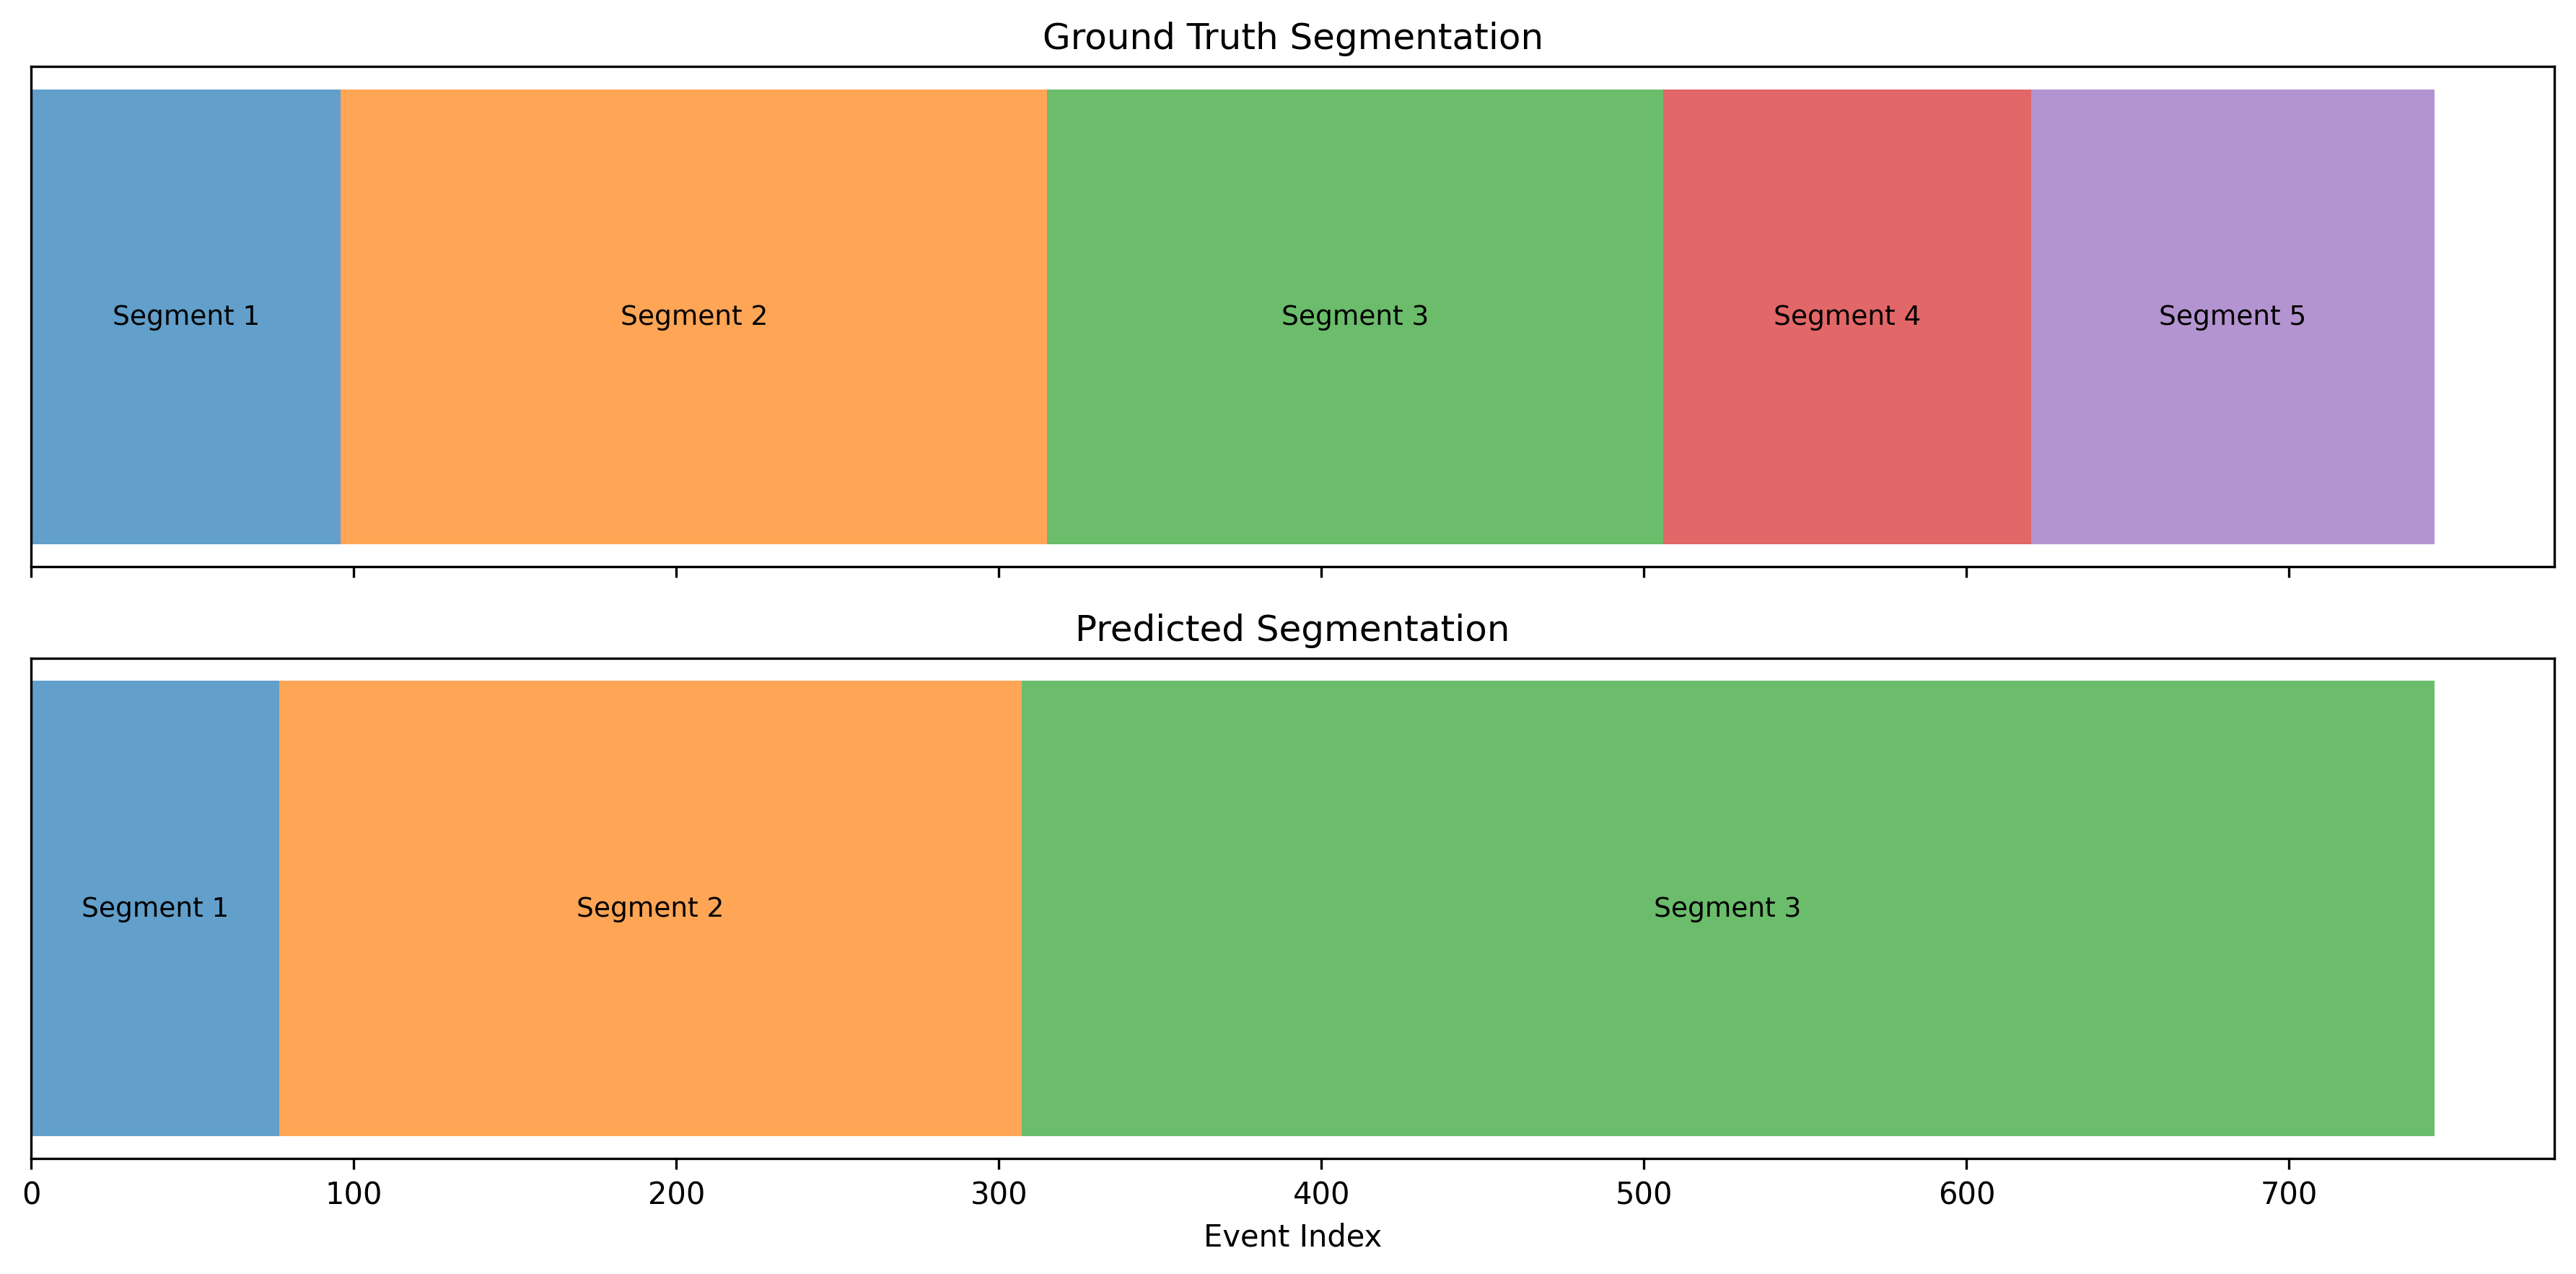 Ground Truth Segmentation
Segment 1 Segment 2 Segment 3 Segment 4 Segment 5
Predicted Segmentation
Segment 1 Segment 2 Segment 3
0 100 200 300 400 500 600 700
Event Index